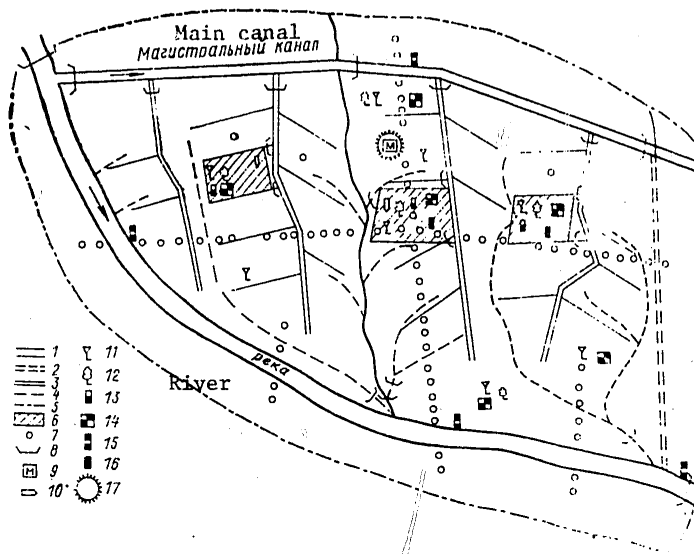 Main canal
Магистральный канал
река
River
M
1 11
2 12
3 13
4 14
5 15
6 16
7 17
8
9
10
M